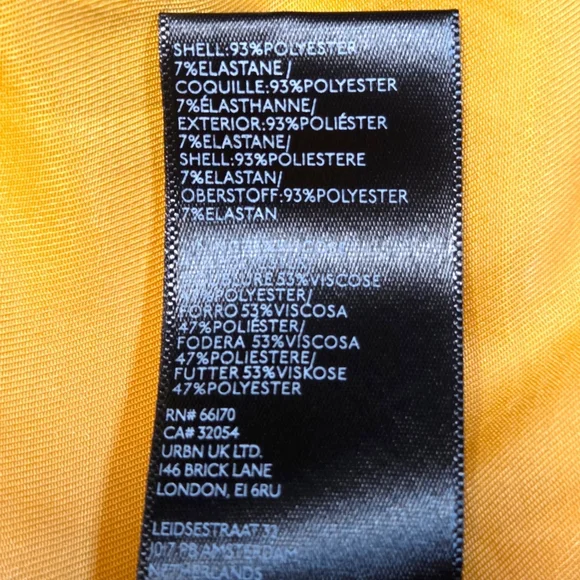 SHELL:93%POLYESTER
7%ELASTANE/
COQUILLE:93%POLYESTER
7%ÉLASTHANNE/
EXTERIOR:93%POLIÉSTER
7%ELASTANE/
SHELL:93%POLIESTERE
7%ELASTAN/
OBERSTOFF:93%POLYESTER
7%ELASTAN
53%VISCOSE
POLYESTER/
FORRO 53%VISCOSA
47%POLIÉSTER/
FODERA 53%VISCOSA
47%POLIESTERE/
FUTTER 53%VISKOSE
47%POLYESTER
RN# 66170
CA# 32054
URBN UK LTD.
146 BRICK LANE
LONDON, E1 6RU
LEIDSESTRAAT 32
1017 PB AMSTERDAM
NETHERLANDS